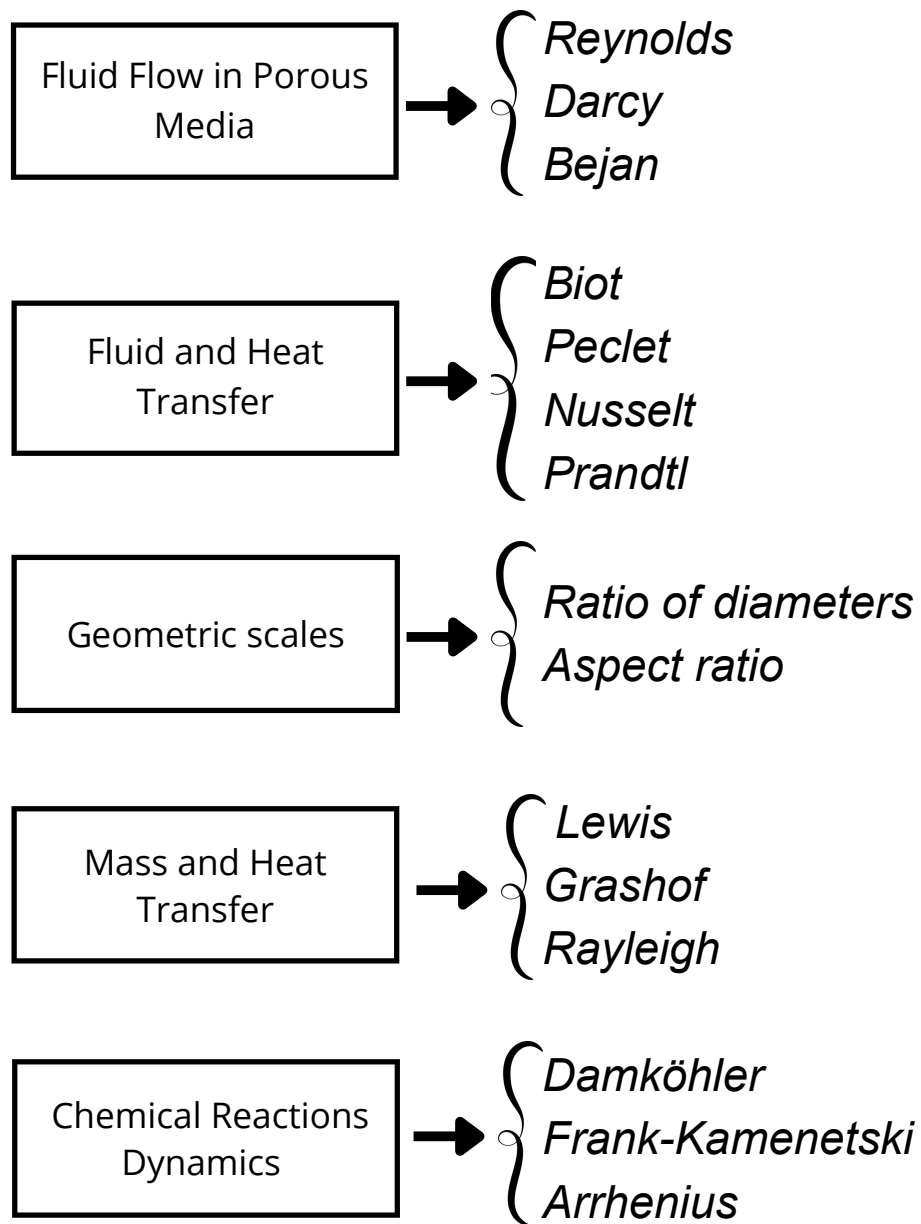 Fluid Flow in Porous
Media
Reynolds
Darcy
Bejan
Fluid and Heat
Transfer
Biot
Peclet
Nusselt
Prandtl
Geometric scales
Ratio of diameters
Aspect ratio
Mass and Heat
Transfer
Lewis
Grashof
Rayleigh
Chemical Reactions
Dynamics
Damköhler
Frank-Kamenetski
Arrhenius